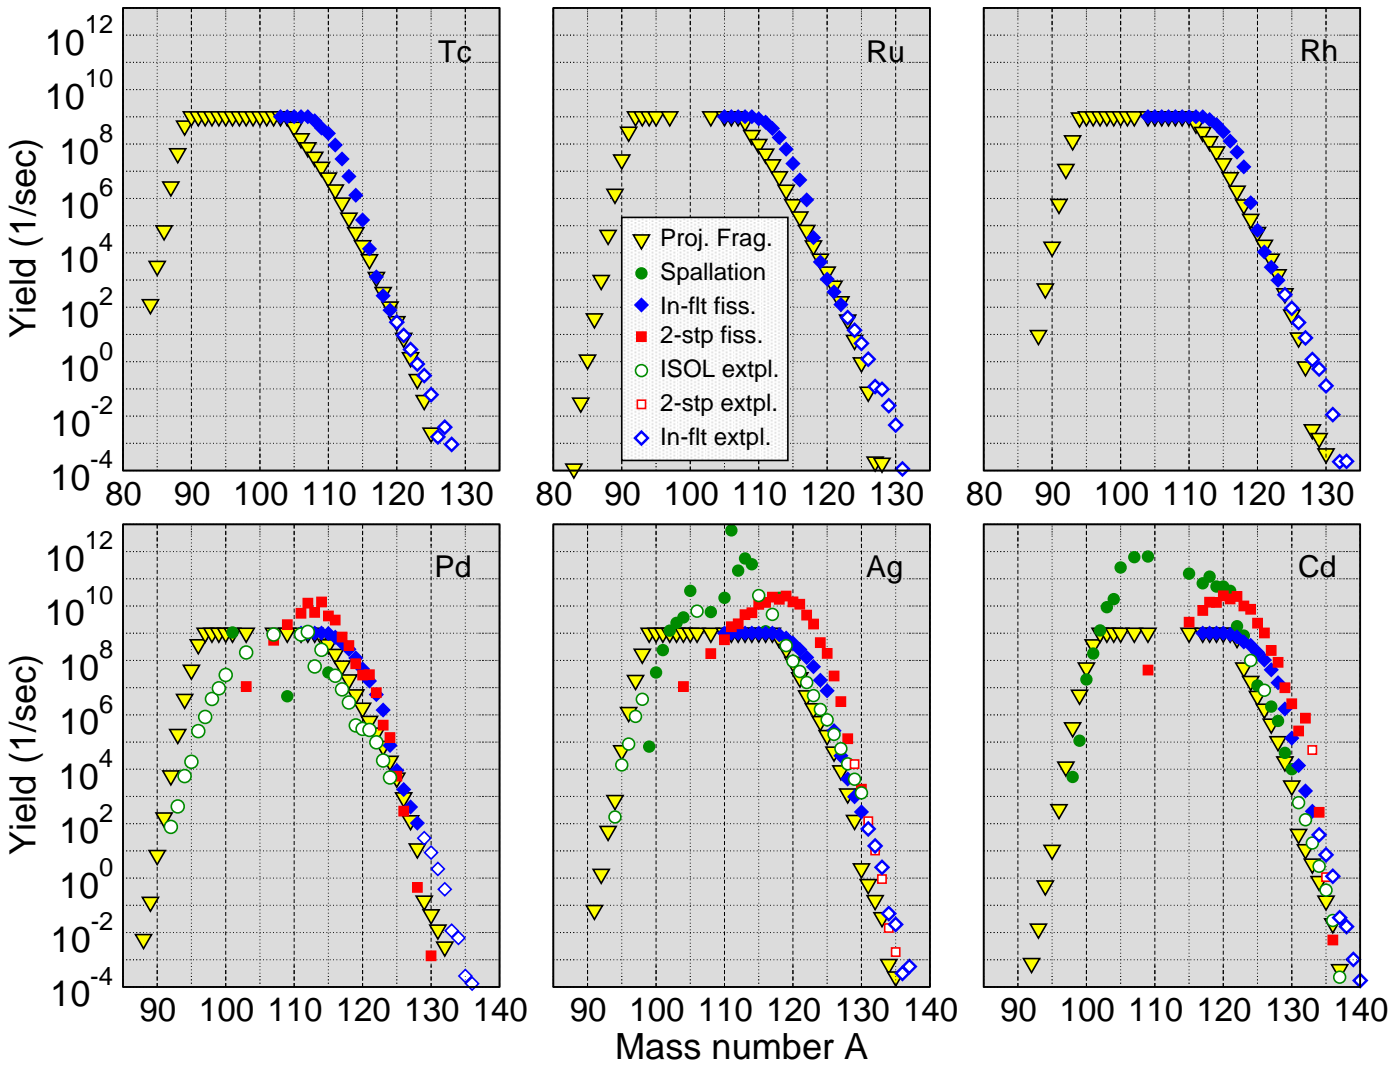 Yield (1/sec)
10^12
10^10
10^8
10^6
10^4
10^2
10^0
10^-2
10^-4
Tc
80 90 100 110 120 130
Ru
80 90 100 110 120 130
Rh
80 90 100 110 120 130
Proj. Frag.
Spallation
In-flt fiss.
2-stp fiss.
ISOL extpl.
2-stp extpl.
In-flt extpl.
Yield (1/sec)
10^12
10^10
10^8
10^6
10^4
10^2
10^0
10^-2
10^-4
Pd
90 100 110 120 130 140
Ag
90 100 110 120 130 140
Cd
90 100 110 120 130 140
Mass number A